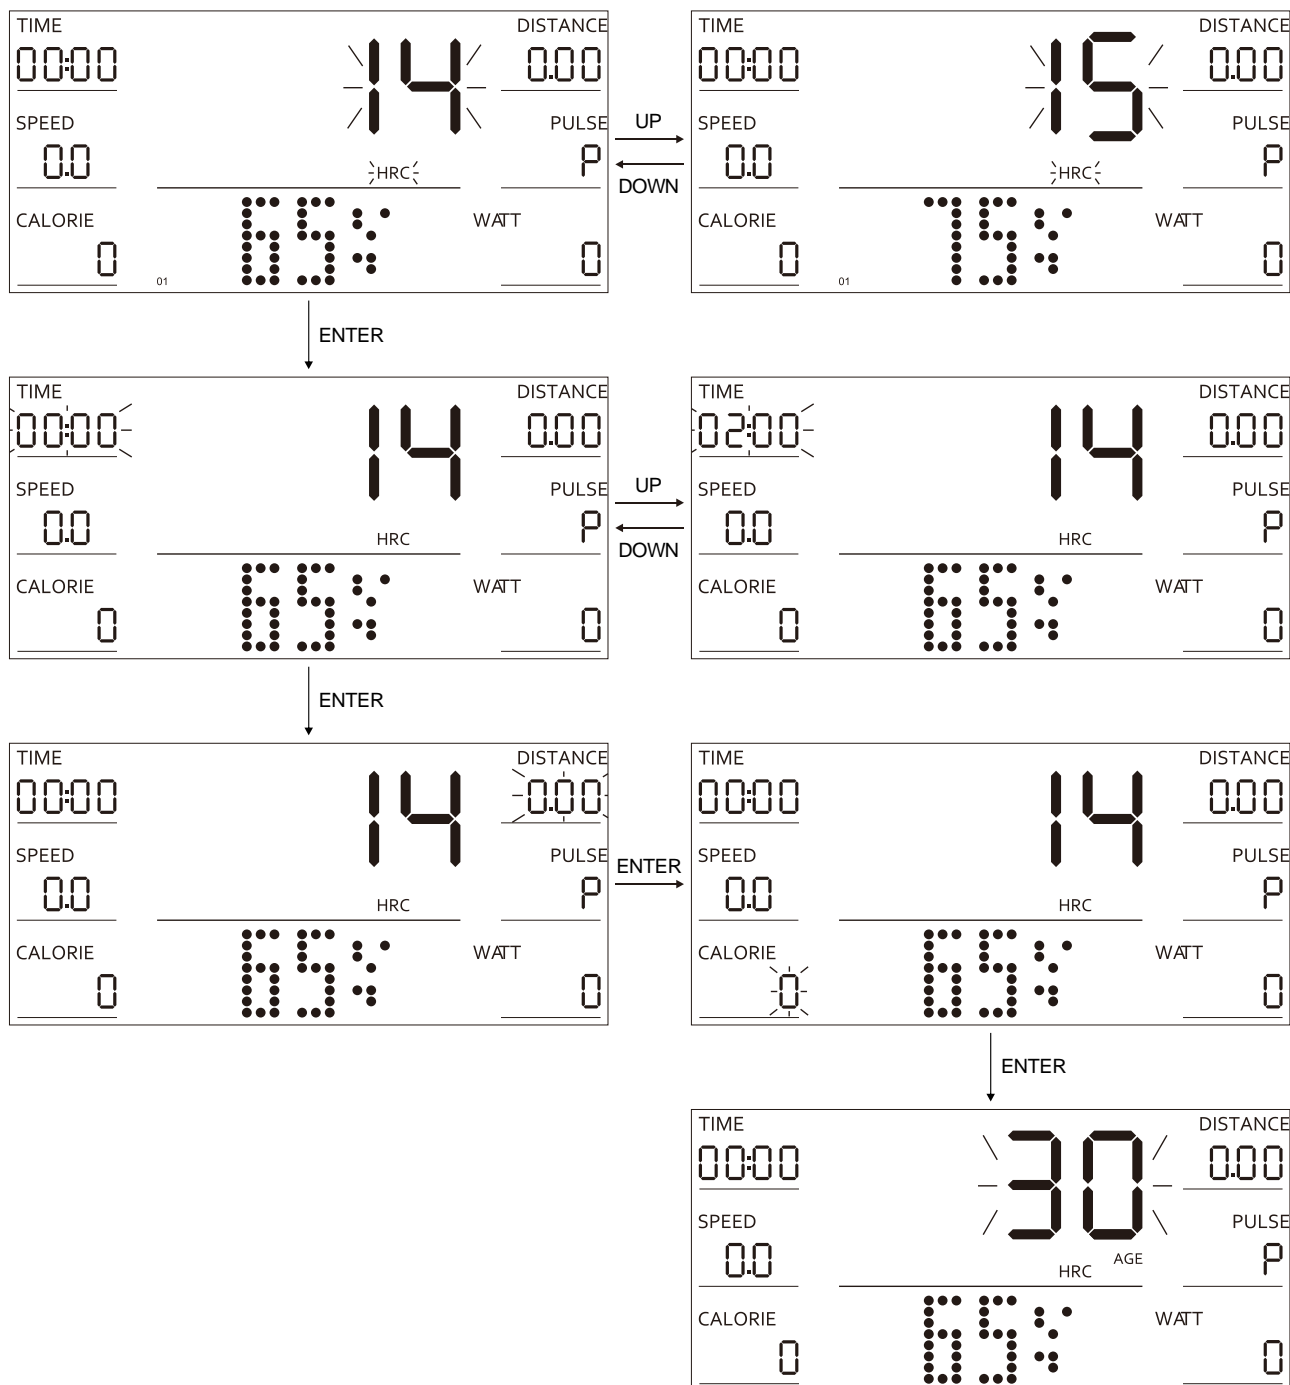 TIME DISTANCE
00:00 14 0.00
SPEED PULSE
0.0 P
HRC
CALORIE 65% WATT
0 0
01
UP
DOWN
TIME DISTANCE
00:00 15 0.00
SPEED PULSE
0.0 P
HRC
CALORIE 75% WATT
0 0
01
ENTER
TIME DISTANCE
00:00 14 0.00
SPEED PULSE
0.0 P
HRC
CALORIE 65% WATT
0 0
UP
DOWN
TIME DISTANCE
02:00 14 0.00
SPEED PULSE
0.0 P
HRC
CALORIE 65% WATT
0 0
ENTER
TIME DISTANCE
00:00 14 0.00
SPEED PULSE
0.0 P
HRC
CALORIE 65% WATT
0 0
ENTER
TIME DISTANCE
00:00 14 0.00
SPEED PULSE
0.0 P
HRC
CALORIE 65% WATT
0 0
ENTER
TIME DISTANCE
00:00 30 0.00
SPEED PULSE
0.0 P
HRC AGE
CALORIE 65% WATT
0 0